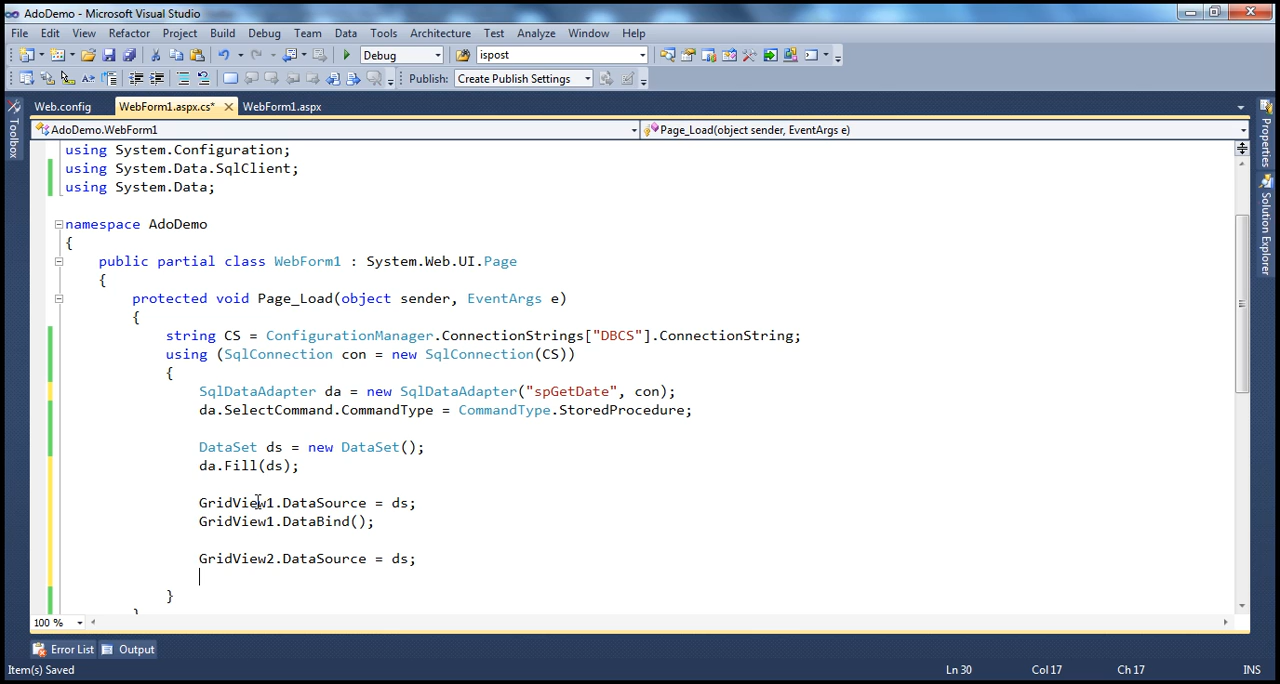 AdoDemo - Microsoft Visual Studio
File Edit View Refactor Project Build Debug Team Data Tools Architecture Test Analyze Window Help
Debug ispost
Publish: Create Publish Settings
Web.config WebForm1.aspx.cs* WebForm1.aspx
AdoDemo.WebForm1 Page_Load(object sender, EventArgs e)
Toolbox
Properties
Solution Explorer
using System.Configuration;
using System.Data.SqlClient;
using System.Data;
namespace AdoDemo
{
public partial class WebForm1 : System.Web.UI.Page
{
protected void Page_Load(object sender, EventArgs e)
{
string CS = ConfigurationManager.ConnectionStrings["DBCS"].ConnectionString;
using (SqlConnection con = new SqlConnection(CS))
{
SqlDataAdapter da = new SqlDataAdapter("spGetDate", con);
da.SelectCommand.CommandType = CommandType.StoredProcedure;
DataSet ds = new DataSet();
da.Fill(ds);
GridView1.DataSource = ds;
GridView1.DataBind();
GridView2.DataSource = ds;
}
}
100 %
Error List Output
Item(s) Saved Ln 30 Col 17 Ch 17 INS